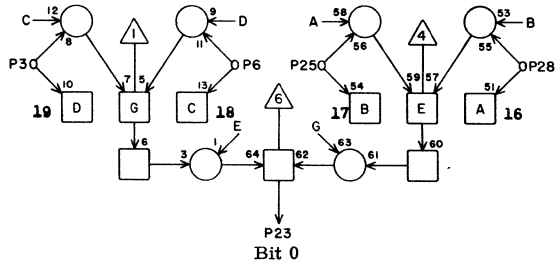 C 12 8 1 9 D 11
A 58 56 4 53 B 55
P3 P6 P25 P28
10 7 5 13 54 59 57 51
19 D G C 18 6 17 B E A 16
6 E G 60
3 1 64 62 63 61
P23
Bit 0